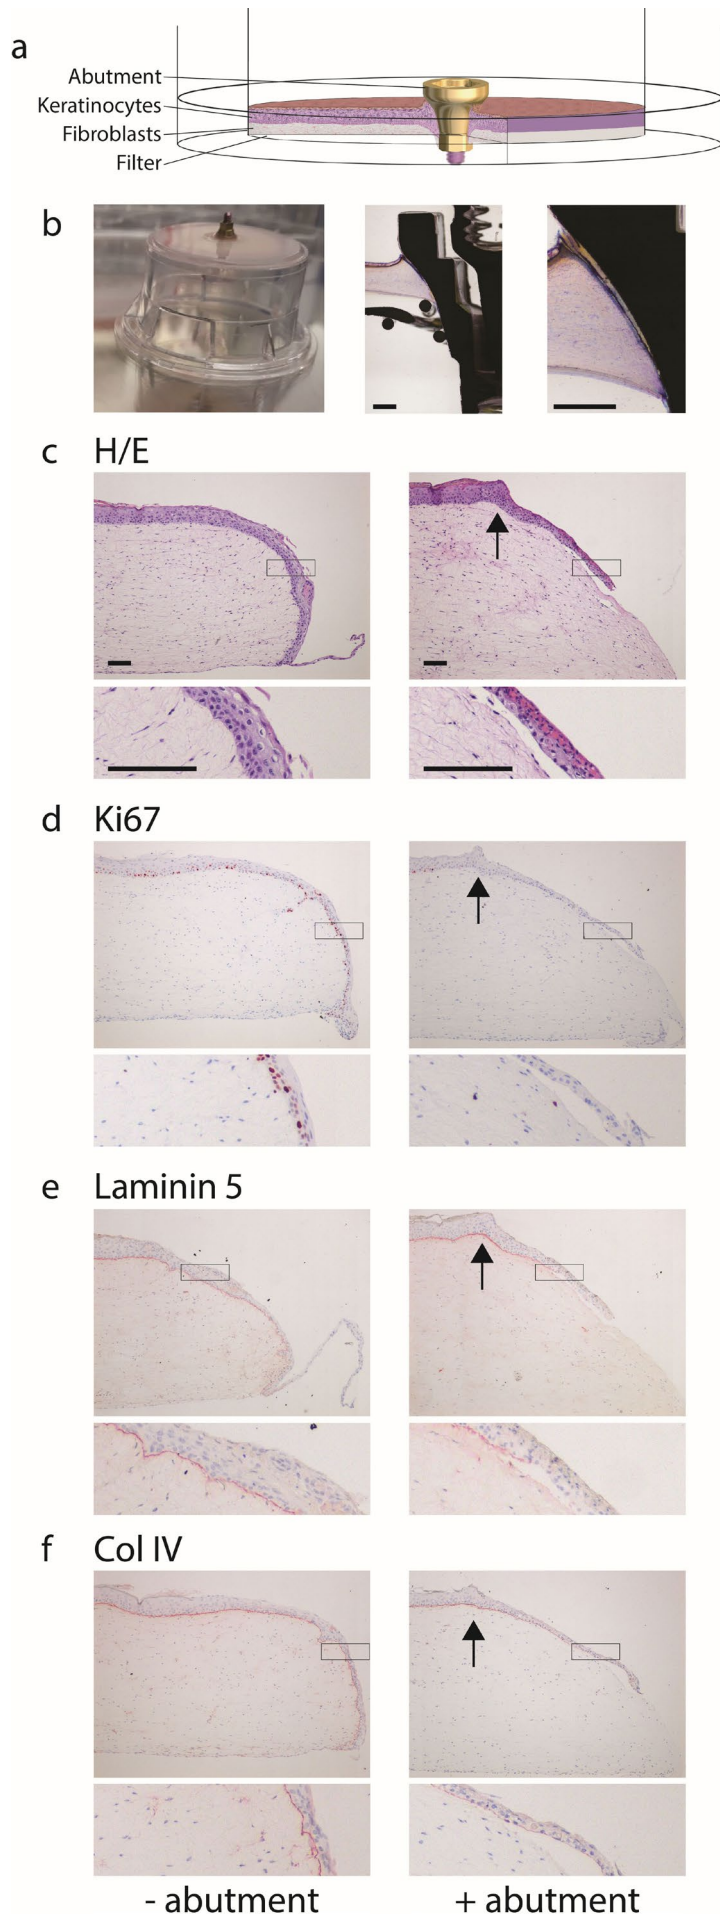 a
Abutment
Keratinocytes
Fibroblasts
Filter
b
c H/E
d Ki67
e Laminin 5
f Col IV
- abutment + abutment